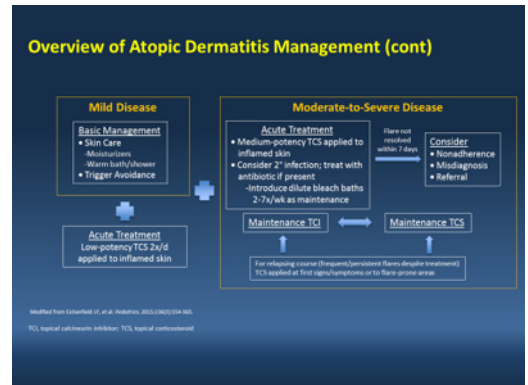 Overview of Atopic Dermatitis Management (cont)
Mild Disease
Basic Management
• Skin Care
-Moisturizers
-Warm bath/shower
• Trigger Avoidance
Acute Treatment
Low-potency TCS 2x/d
applied to inflamed skin
Moderate-to-Severe Disease
Acute Treatment
• Medium-potency TCS applied to
inflamed skin
• Consider 2° infection; treat with
antibiotic if present
-Introduce dilute bleach baths
2-7x/wk as maintenance
Flare not
resolved
within 7 days
Consider
• Nonadherence
• Misdiagnosis
• Referral
Maintenance TCI
Maintenance TCS
For relapsing course (frequent/persistent flares despite treatment)
TCS applied at first signs/symptoms or to flare-prone areas
Modified from Eichenfield LF, et al. Pediatrics. 2015;136(3):554-565.
TCI, topical calcineurin inhibitor; TCS, topical corticosteroid